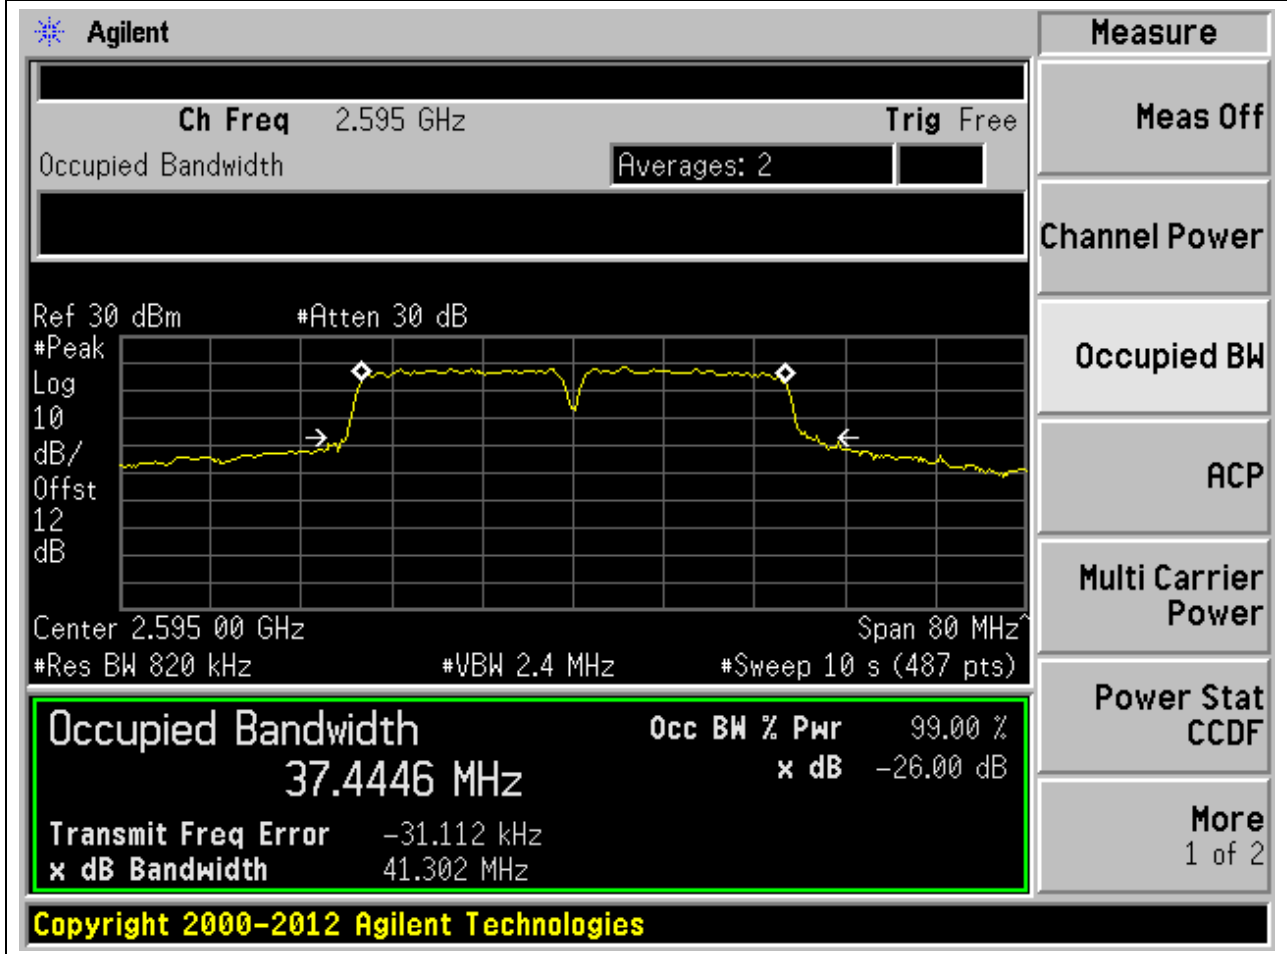 Agilent
Measure
Ch Freq 2.595 GHz Trig Free
Meas Off
Occupied Bandwidth Averages: 2
Channel Power
Ref 30 dBm #Atten 30 dB
#Peak
Log
10
dB/
Offst
12
dB
Occupied BW
ACP
Center 2.595 00 GHz Span 80 MHz^
#Res BW 820 kHz #VBW 2.4 MHz #Sweep 10 s (487 pts)
Multi Carrier
Power
Occupied Bandwidth Occ BW % Pwr 99.00 %
37.4446 MHz x dB -26.00 dB
Power Stat
CCDF
Transmit Freq Error -31.112 kHz
x dB Bandwidth 41.302 MHz
More
1 of 2
Copyright 2000-2012 Agilent Technologies